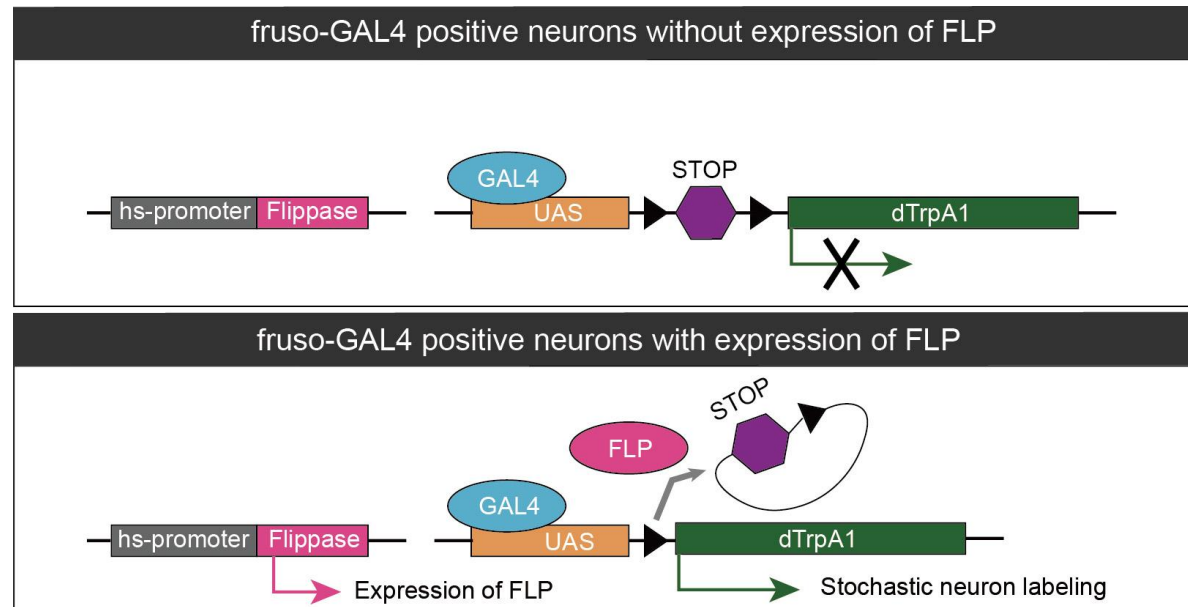 fruso-GAL4 positive neurons without expression of FLP
STOP
GAL4
hs-promoter Flippase UAS dTrpA1
fruso-GAL4 positive neurons with expression of FLP
STOP
FLP
GAL4
hs-promoter Flippase UAS dTrpA1
Expression of FLP Stochastic neuron labeling